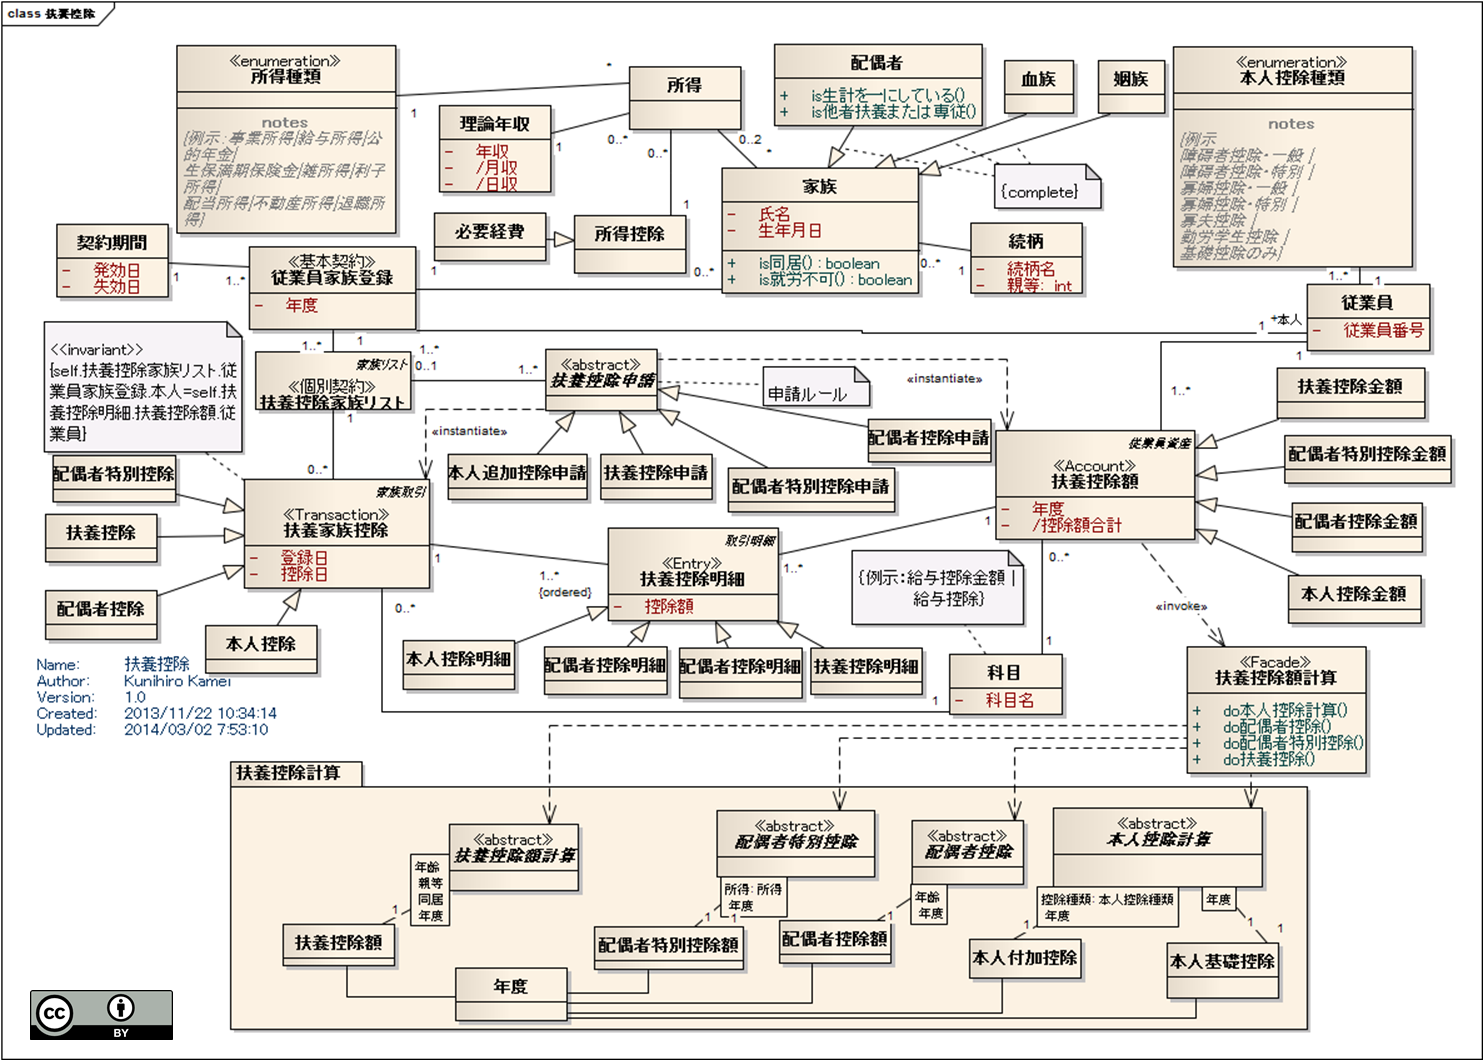 class 扶養控除
≪enumeration≫
所得種類
notes
{例示:事業所得|給与所得|公
的年金|
生保満期保険金|雑所得|利子
所得|
配当所得|不動産所得|退職所
得}
所得
*
1
理論年収
- 年収
- /月収
- /日収
1
0..*
0..*
0..2
*
配偶者
+ is生計を一にしている()
+ is他者扶養または専従()
血族
姻族
{complete}
≪enumeration≫
本人控除種類
notes
{例示
障碍者控除・一般 |
障碍者控除・特別 |
寡婦控除・一般 |
寡婦控除・特別 |
寡夫控除 |
勤労学生控除 |
基礎控除のみ}
家族
- 氏名
- 生年月日
+ is同居() : boolean
+ is就労不可() : boolean
続柄
- 続柄名
- 親等: int
0..*
1
必要経費
所得控除
1
0..*
契約期間
- 発効日
- 失効日
1
1..*
≪基本契約≫
従業員家族登録
- 年度
1
1..*
1
従業員
- 従業員番号
1
+本人
1
<<invariant>>
{self.扶養控除家族リスト.従
業員家族登録.本人=self.扶
養控除明細.扶養控除額.従
業員}
1..*
1
家族リスト
≪個別契約≫
扶養控除家族リスト
1..*
0..1
1..*
1
0..*
≪abstract≫
扶養控除申請
申請ルール
«instantiate»
«instantiate»
1..*
本人追加控除申請
扶養控除申請
配偶者特別控除申請
配偶者控除申請
扶養控除金額
配偶者特別控除金額
配偶者控除金額
本人控除金額
従業員資産
≪Account≫
扶養控除額
- 年度
- /控除額合計
配偶者特別控除
扶養控除
配偶者控除
本人控除
家族取引
≪Transaction≫
扶養家族控除
- 登録日
- 控除日
1
0..*
1..*
{ordered}
取引明細
≪Entry≫
扶養控除明細
- 控除額
1..*
1
{例示:給与控除金額 |
給与控除}
0..*
1
«invoke»
本人控除明細
配偶者控除明細
配偶者控除明細
扶養控除明細
科目
- 科目名
1
≪Facade≫
扶養控除額計算
+ do本人控除計算()
+ do配偶者控除()
+ do配偶者特別控除()
+ do扶養控除()
Name: 扶養控除
Author: Kunihiro Kamei
Version: 1.0
Created: 2013/11/22 10:34:14
Updated: 2014/03/02 7:53:10
扶養控除計算
≪abstract≫
扶養控除額計算
年齢
親等
同居
年度
1
扶養控除額
≪abstract≫
配偶者特別控除
所得: 所得
年度
1
1
配偶者特別控除額
≪abstract≫
配偶者控除
年齢
年度
1
配偶者控除額
≪abstract≫
本人控除計算
控除種類: 本人控除種類
年度
年度
1
1
1
本人付加控除
本人基礎控除
年度
cc
BY